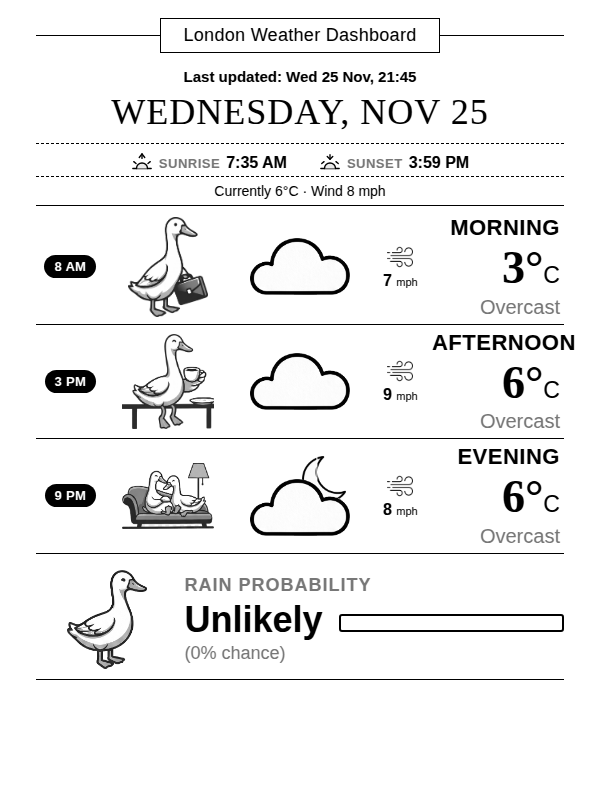 London Weather Dashboard
Last updated: Wed 25 Nov, 21:45
WEDNESDAY, NOV 25
SUNRISE 7:35 AM SUNSET 3:59 PM
Currently 6°C · Wind 8 mph
MORNING
8 AM
7 mph
3°C
Overcast
AFTERNOON
3 PM
9 mph
6°C
Overcast
EVENING
9 PM
8 mph
6°C
Overcast
RAIN PROBABILITY
Unlikely
(0% chance)